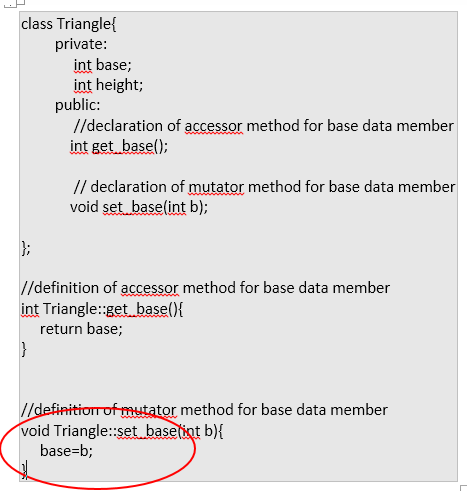 class Triangle{
private:
int base;
int height;
public:
//declaration of accessor method for base data member
int get_base();
// declaration of mutator method for base data member
void set_base(int b);
};
//definition of accessor method for base data member
int Triangle::get_base(){
return base;
}
//definition of mutator method for base data member
void Triangle::set_base(int b){
base=b;
}